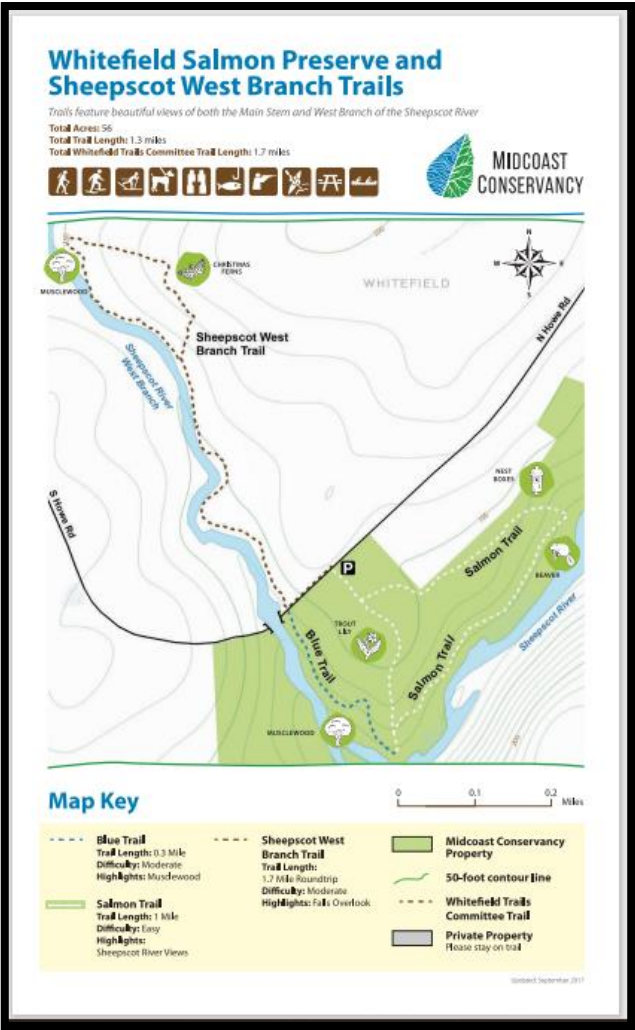 Whitefield Salmon Preserve and
Sheepscot West Branch Trails
Trails feature beautiful views of both the Main Stem and West Branch of the Sheepscot River
Total Acres: 56
Total Trail Length: 1.3 miles
Total Whitefield Trails Committee Trail Length: 1.7 miles
MIDCOAST
CONSERVANCY
200
200
N
W
E
S
MUSCLEWOOD
CHRISTMAS
FERNS
WHITEFIELD
N Howe Rd
Sheepscot West
Branch Trail
Sheepscot River
West Branch
NEST
BOXES
S Howe Rd
100
Salmon Trail
BEAVER
P
Sheepscot River
TROUT
LILY
Blue Trail
Salmon Trail
MUSCLEWOOD
200
Map Key
0
0.1
0.2
Miles
Blue Trail
Trail Length: 0.3 Mile
Difficulty: Moderate
Highlights: Musclewood
Salmon Trail
Trail Length: 1 Mile
Difficulty: Easy
Highlights:
Sheepscot River Views
Sheepscot West
Branch Trail
Trail Length:
1.7 Mile Roundtrip
Difficulty: Moderate
Highlights: Falls Overlook
Midcoast Conservancy
Property
50-foot contour line
Whitefield Trails
Committee Trail
Private Property
Please stay on trail
Updated September 2017